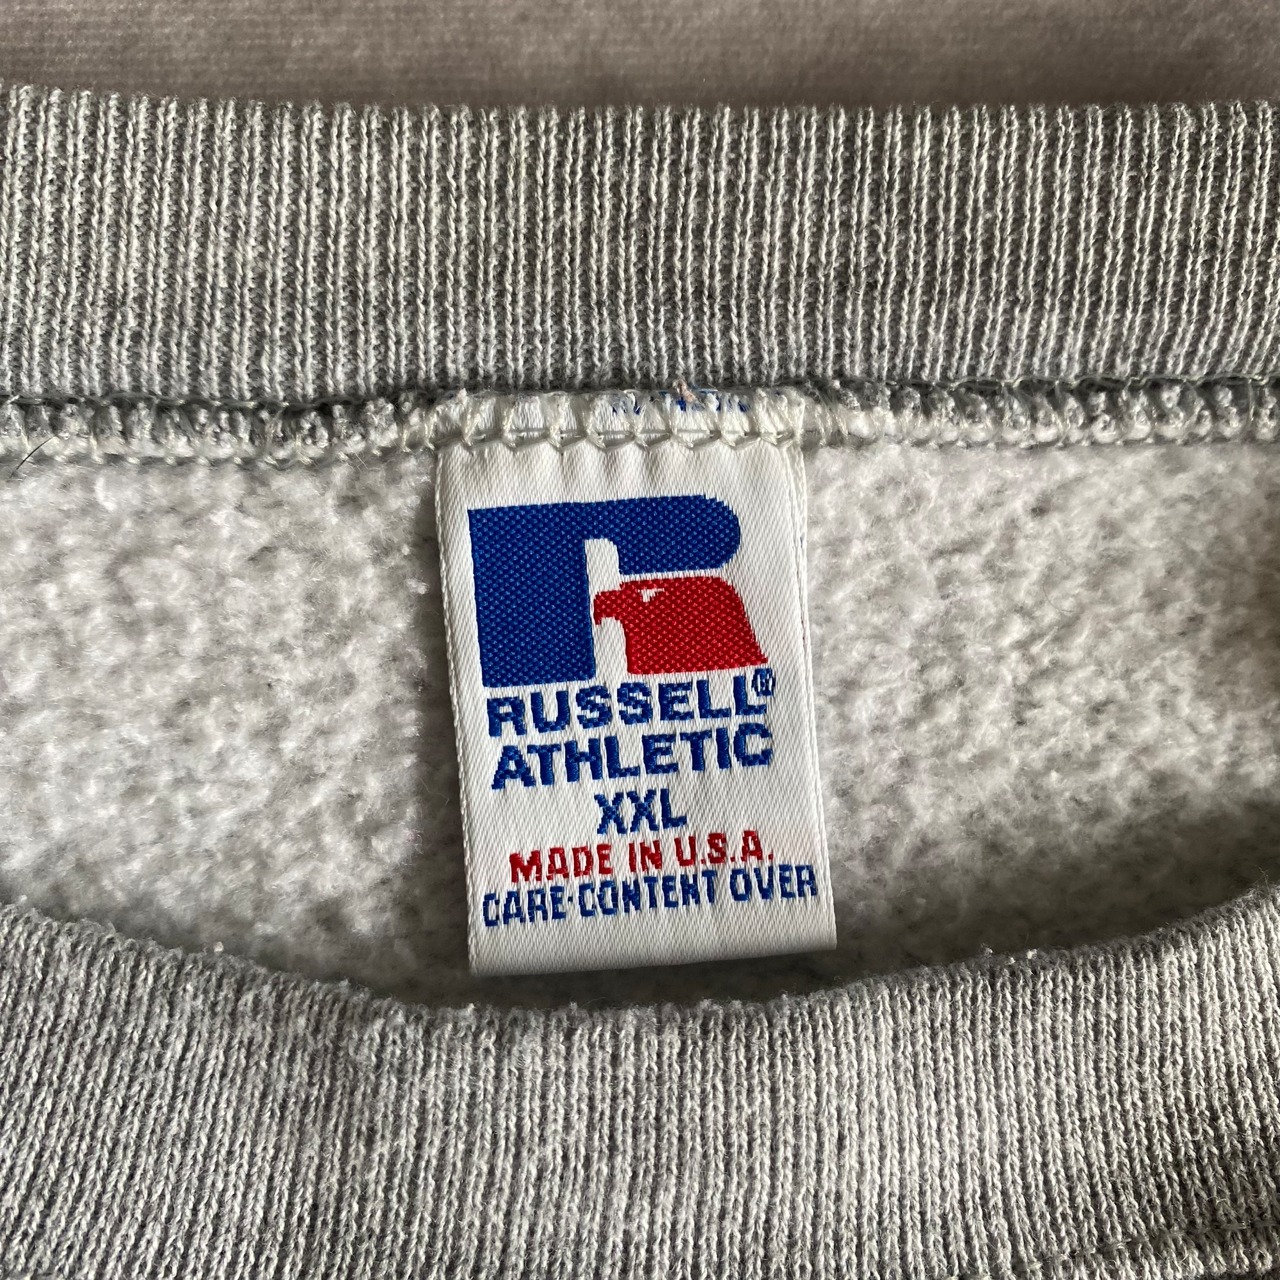 RUSSELL®
ATHLETIC
XXL
MADE IN U.S.A.
CARE·CONTENT OVER